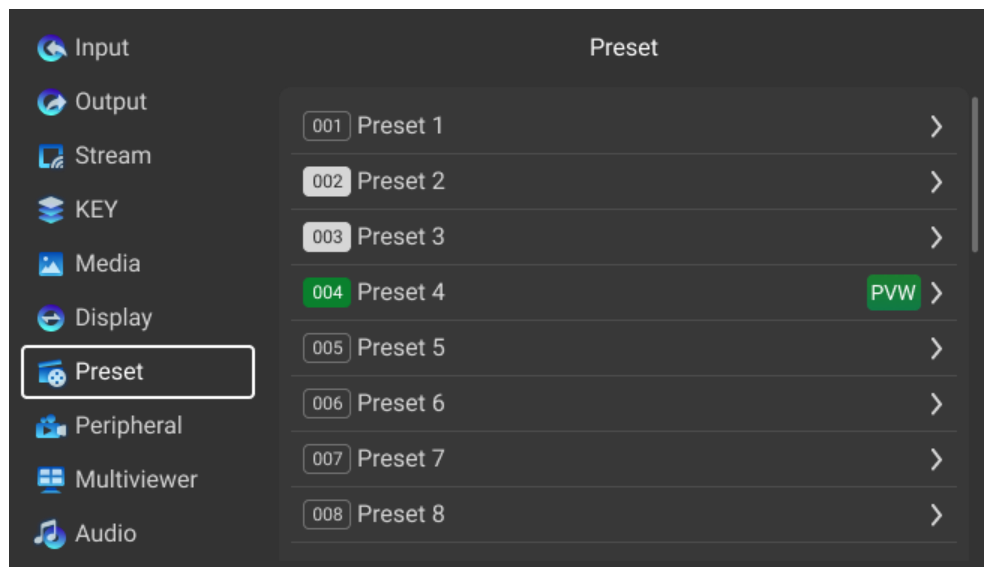 Input
Output
Stream
KEY
Media
Display
Preset
Peripheral
Multiviewer
Audio
Preset
001 Preset 1
002 Preset 2
003 Preset 3
004 Preset 4 PVW
005 Preset 5
006 Preset 6
007 Preset 7
008 Preset 8